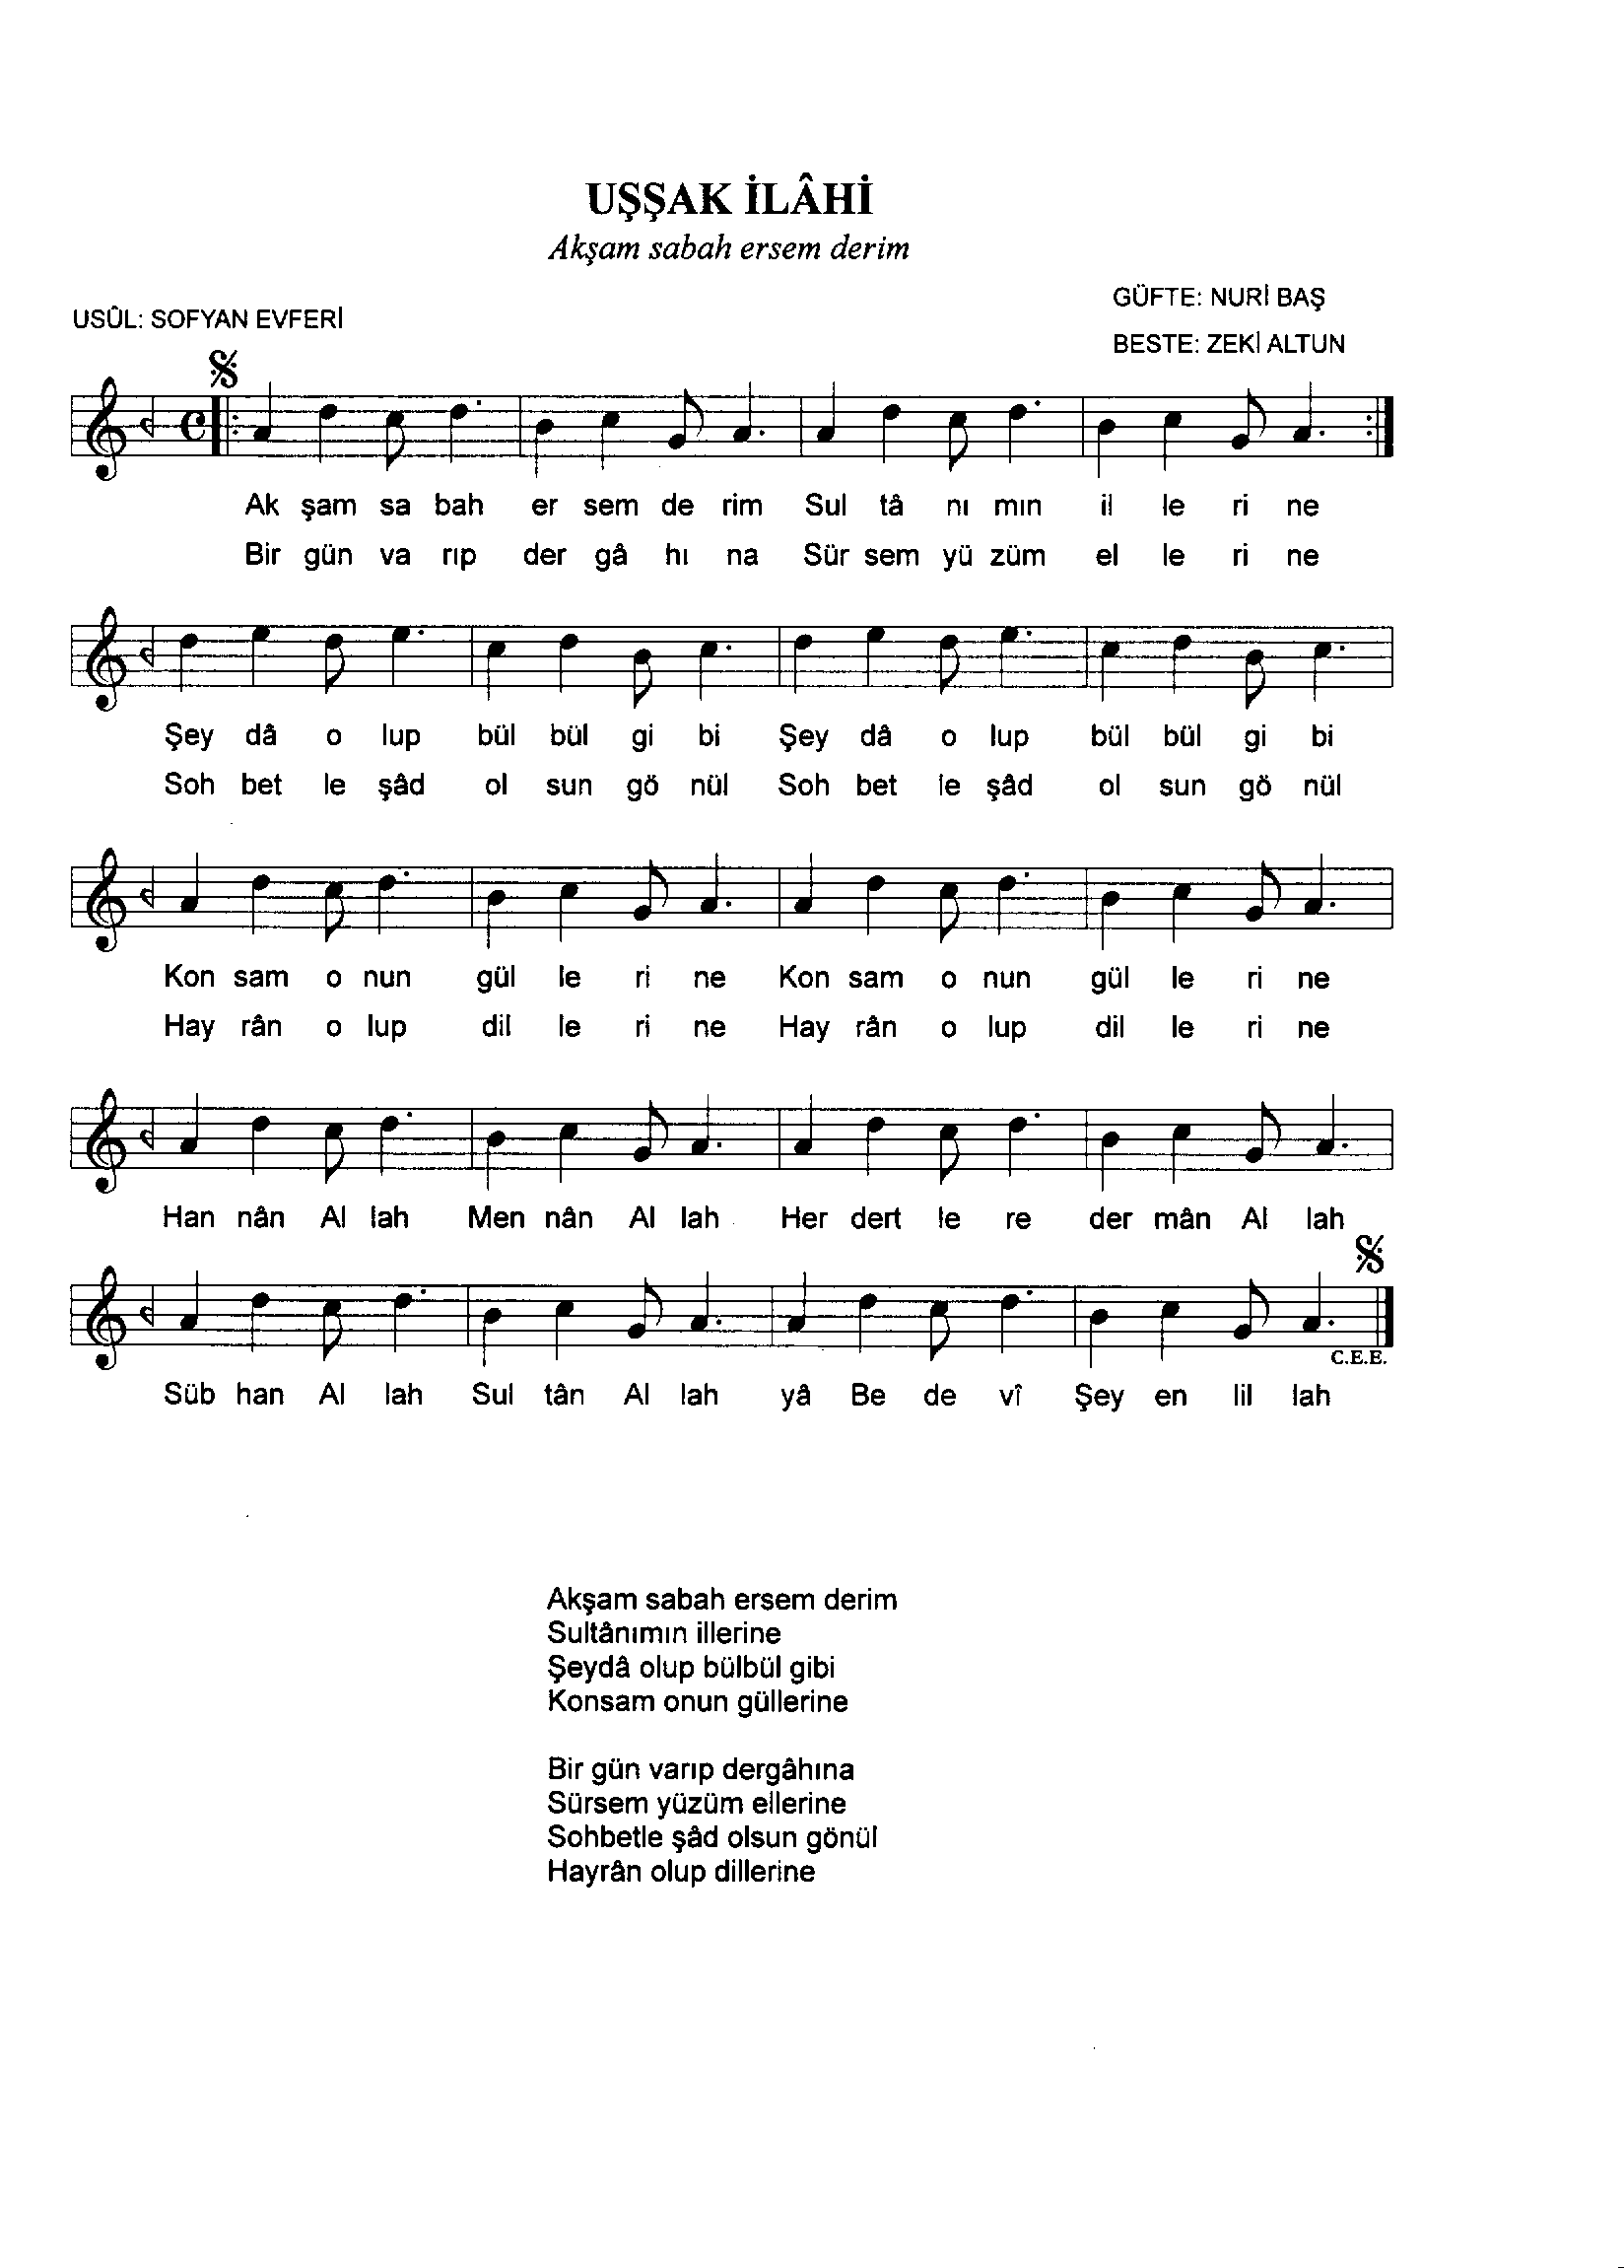 UŞŞAK İLÂHİ
Akşam sabah ersem derim
USÛL: SOFYAN EVFERİ
GÜFTE: NURİ BAŞ
BESTE: ZEKİ ALTUN
Ak şam sa bah er sem de rim Sul tâ nı mın il le ri ne
Bir gün va rıp der gâ hı na Sür sem yü züm el le ri ne
Şey dâ o lup bül bül gi bi Şey dâ o lup bül bül gi bi
Soh bet le şâd ol sun gö nül Soh bet le şâd ol sun gö nül
Kon sam o nun gül le ri ne Kon sam o nun gül le ri ne
Hay rân o lup dil le ri ne Hay rân o lup dil le ri ne
Han nân Al lah Men nân Al lah Her dert le re der mân Al lah
C.E.E.
Süb han Al lah Sul tân Al lah yâ Be de vî Şey en lil lah
Akşam sabah ersem derim
Sultânımın illerine
Şeydâ olup bülbül gibi
Konsam onun güllerine
Bir gün varıp dergâhına
Sürsem yüzüm ellerine
Sohbetle şâd olsun gönül
Hayrân olup dillerine